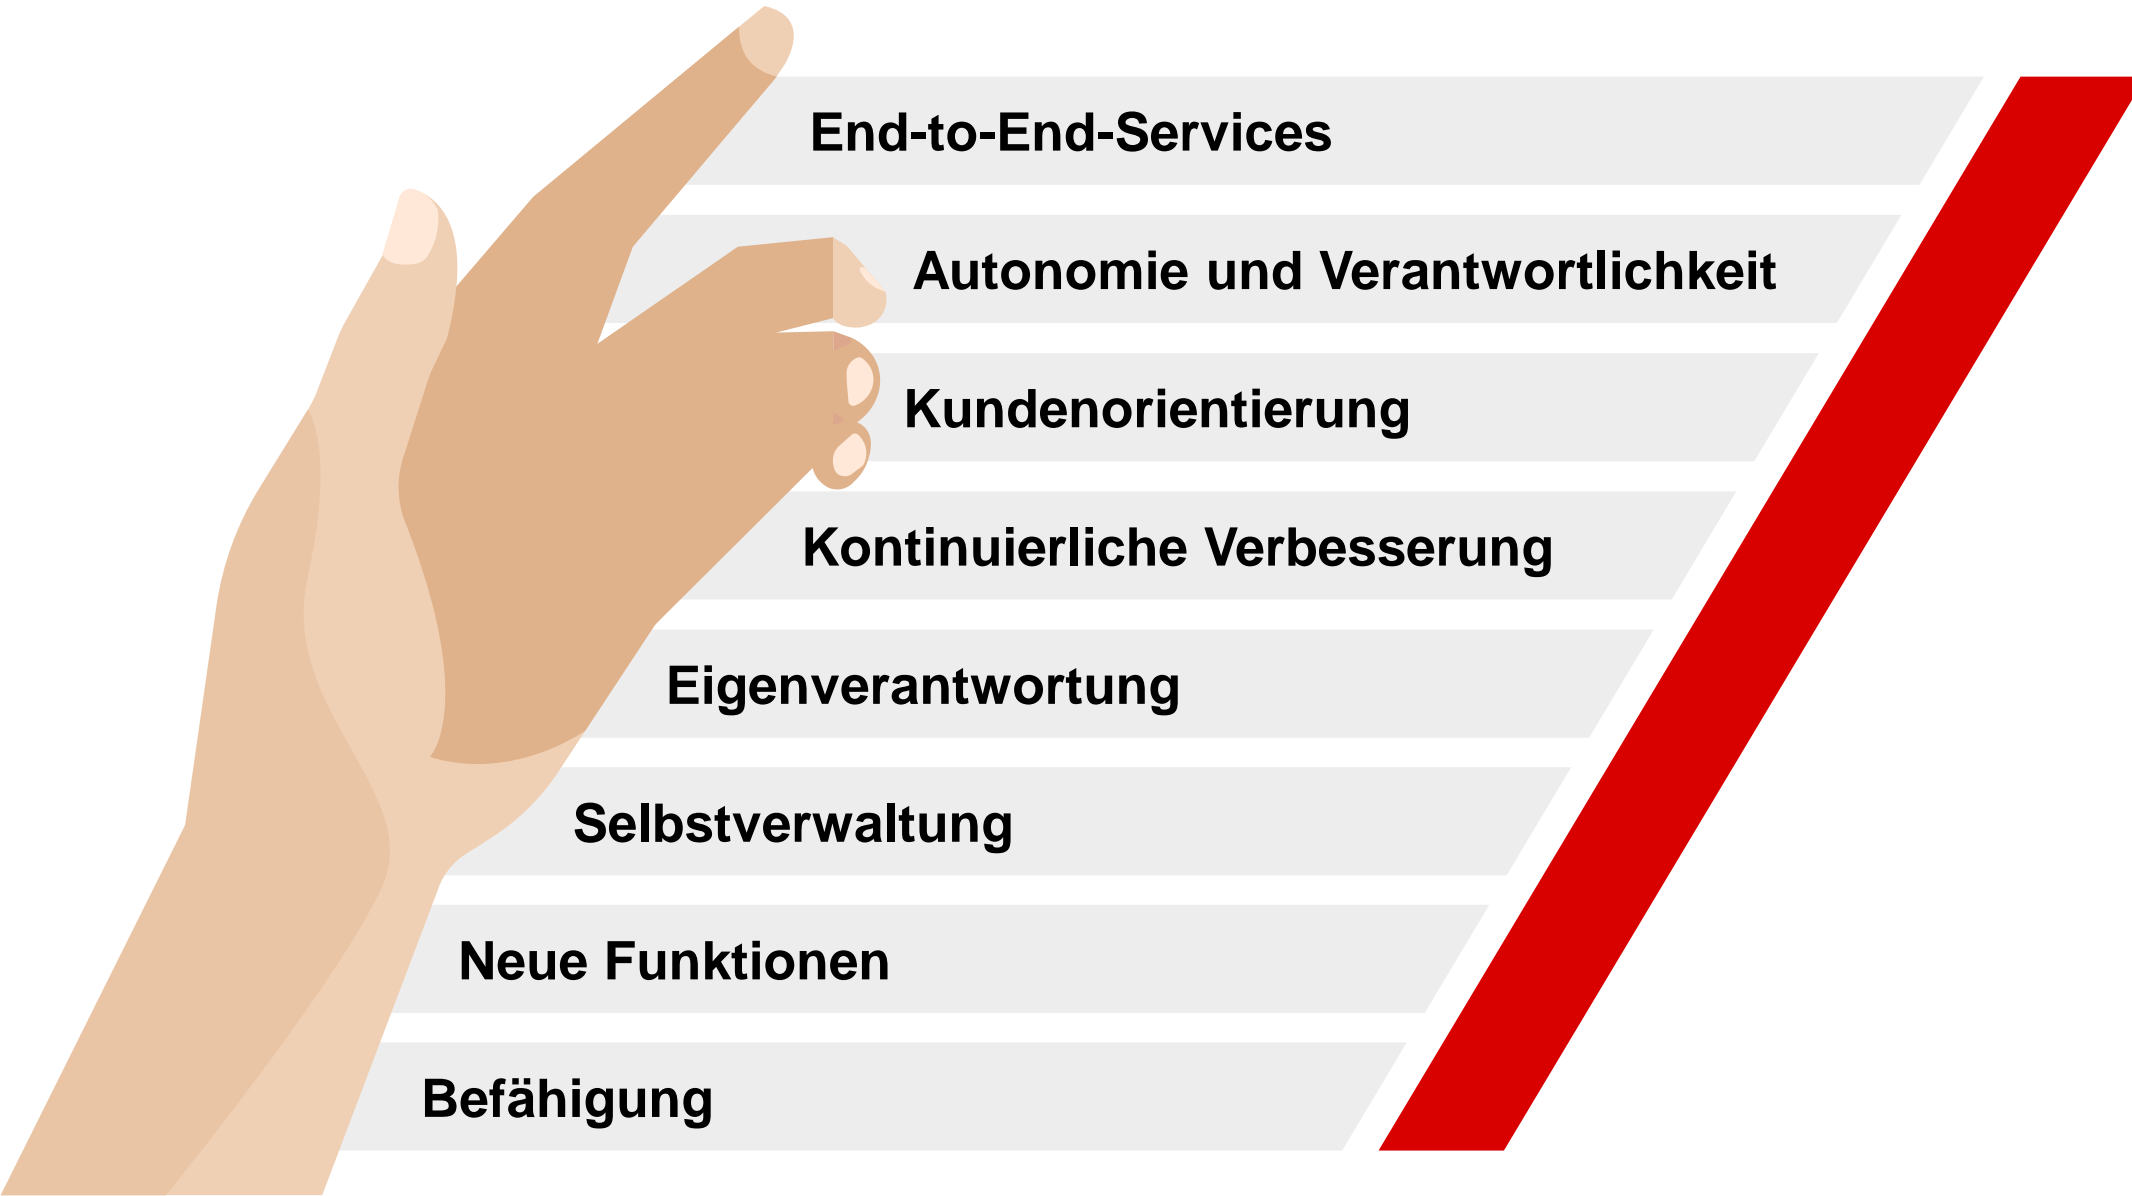 End-to-End-Services
Autonomie und Verantwortlichkeit
Kundenorientierung
Kontinuierliche Verbesserung
Eigenverantwortung
Selbstverwaltung
Neue Funktionen
Befähigung